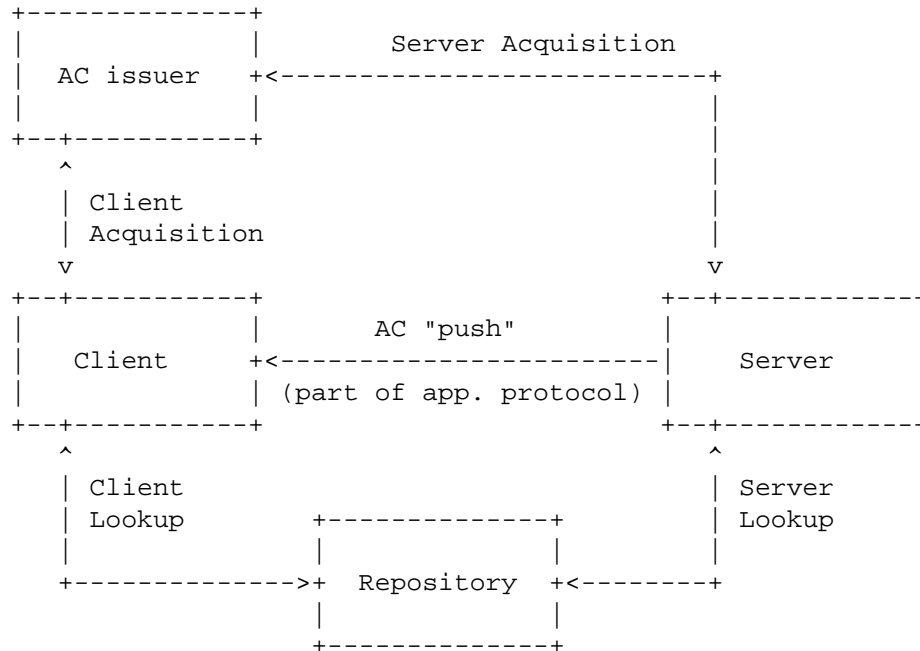 Server Acquisition
AC issuer
Client
Acquisition
AC "push"
Client
Server
(part of app. protocol)
Client
Lookup
Server
Lookup
Repository